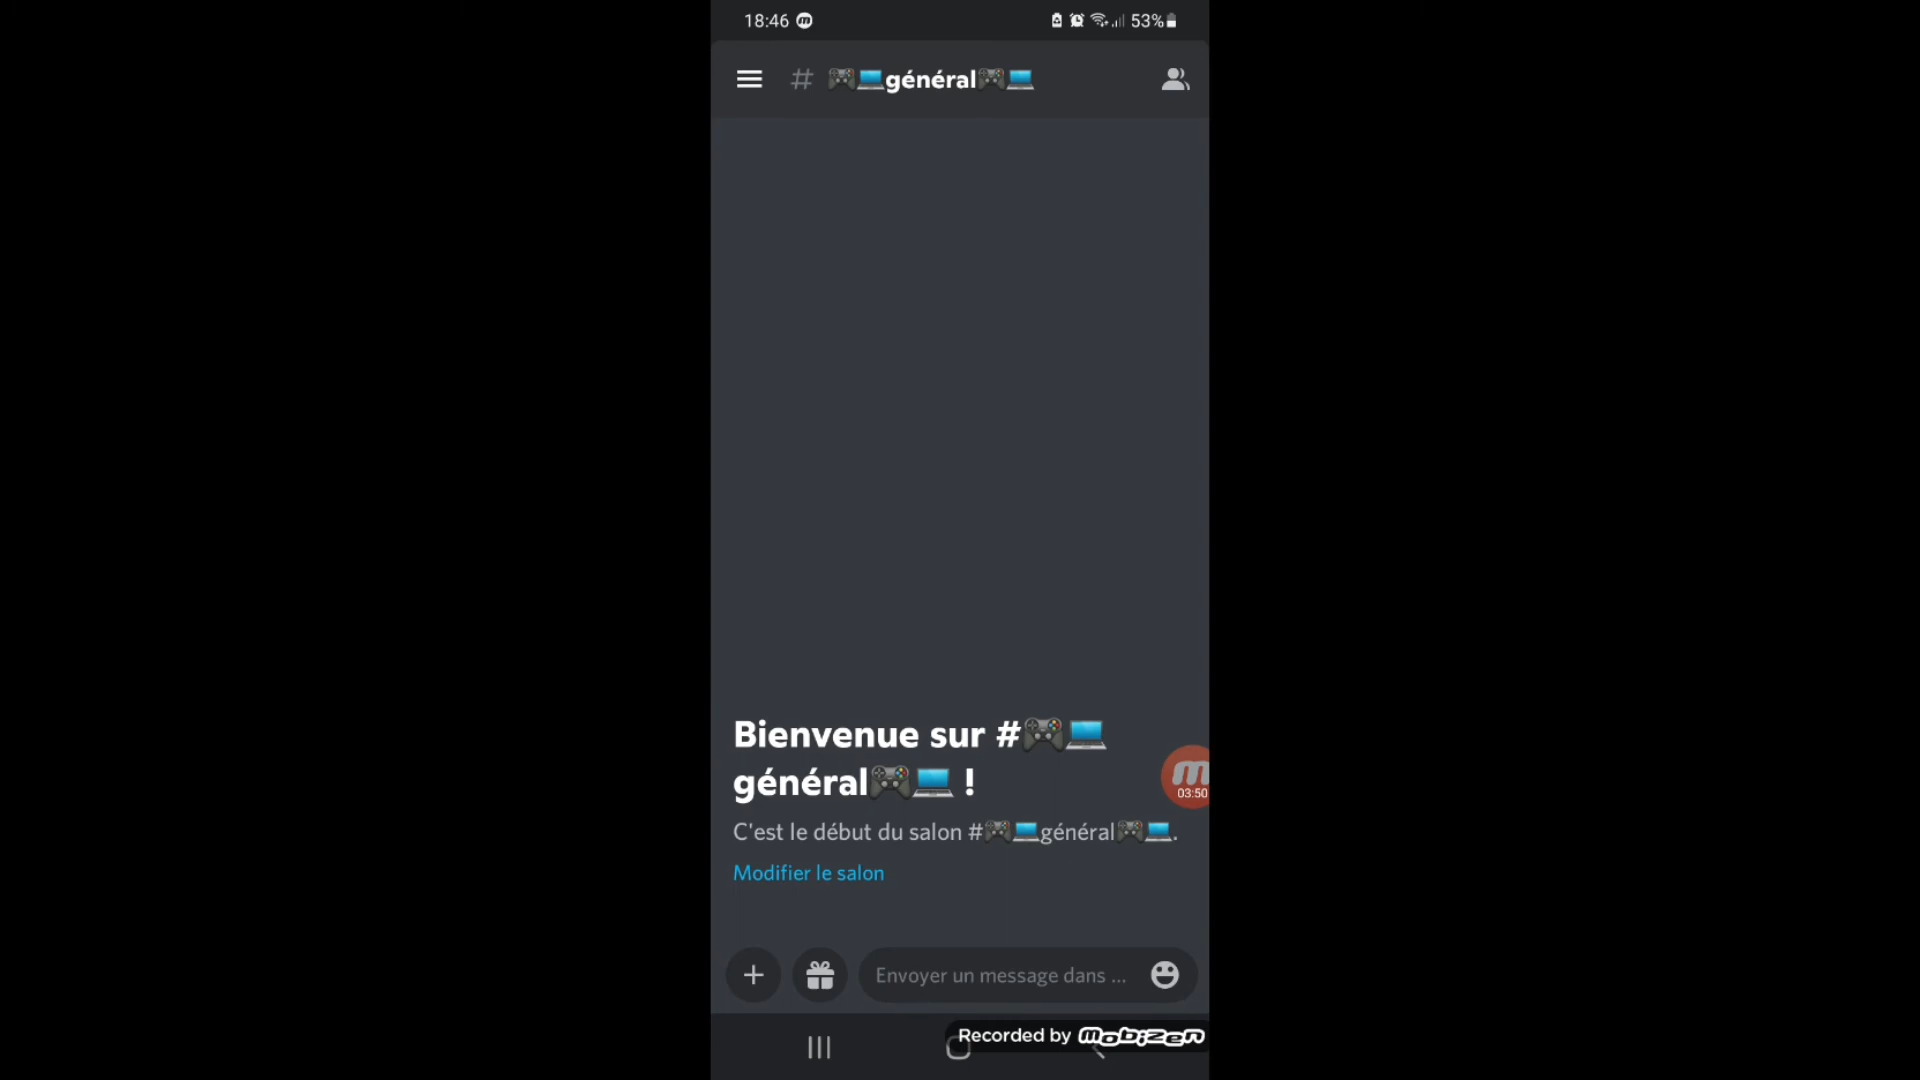 18:46 53%
# 🎮💻général🎮💻
Bienvenue sur #🎮💻
général🎮💻 !
C'est le début du salon #🎮💻général🎮💻.
Modifier le salon
03:50
Envoyer un message dans ...
Recorded by mobizen